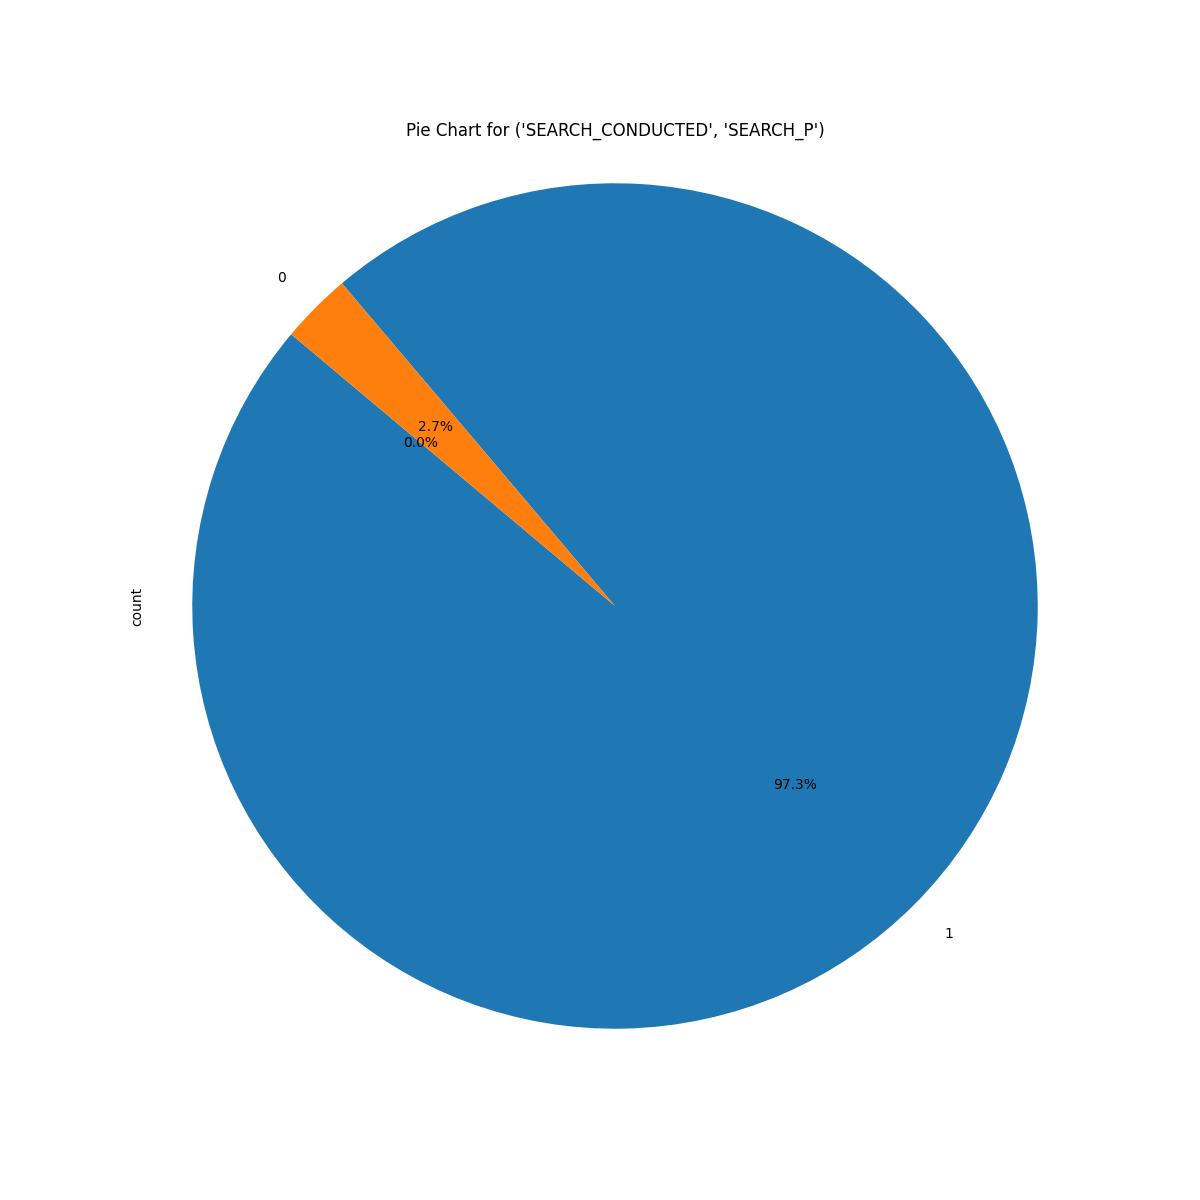 Pie Chart for ('SEARCH_CONDUCTED', 'SEARCH_P')
0
2.7%
0.0%
count
97.3%
1